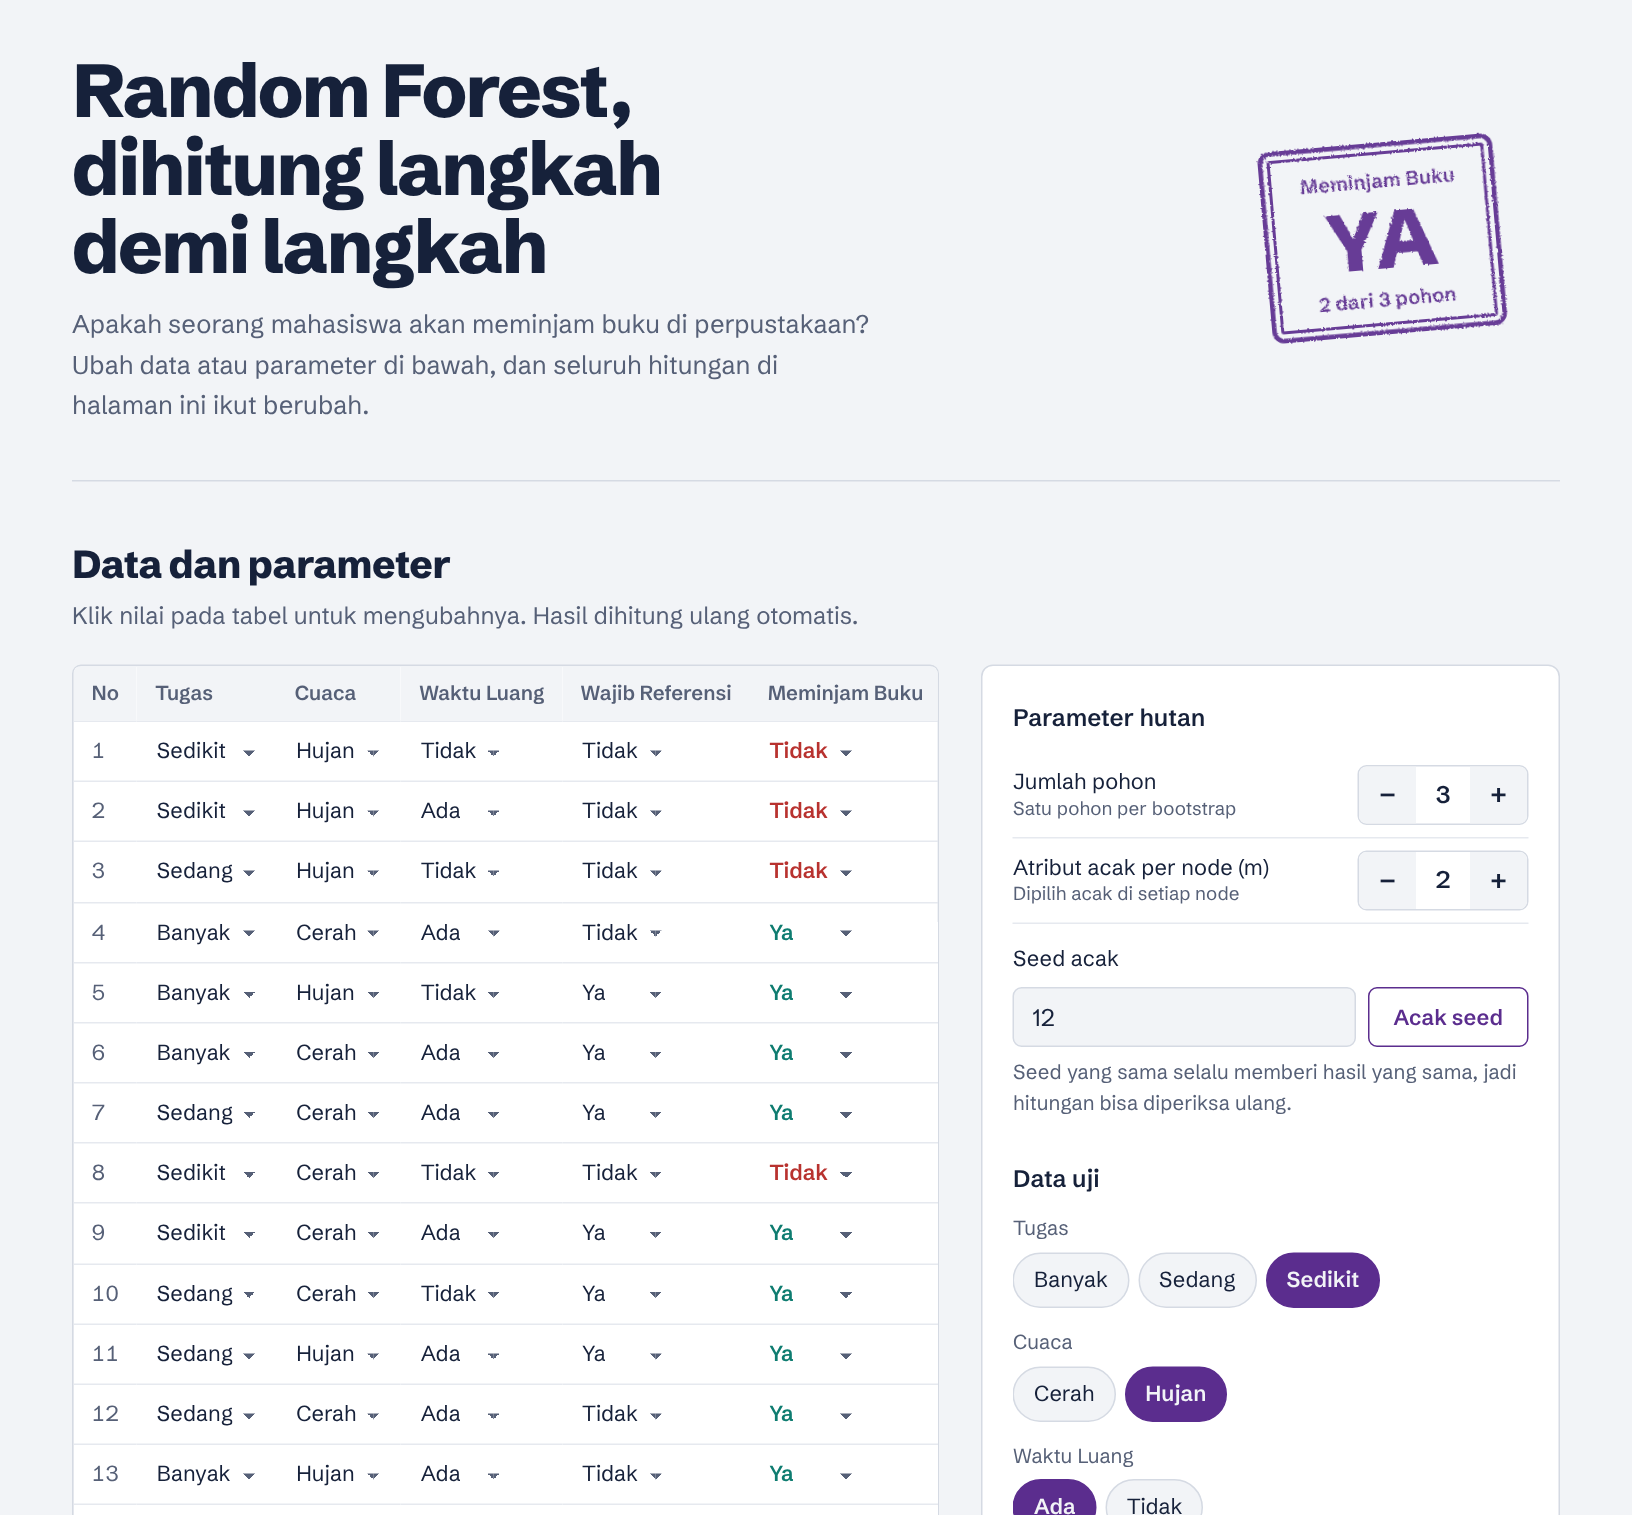 Random Forest,
dihitung langkah
demi langkah
Apakah seorang mahasiswa akan meminjam buku di perpustakaan?
Ubah data atau parameter di bawah, dan seluruh hitungan di
halaman ini ikut berubah.
Meminjam Buku
YA
2 dari 3 pohon
Data dan parameter
Klik nilai pada tabel untuk mengubahnya. Hasil dihitung ulang otomatis.
No Tugas Cuaca Waktu Luang Wajib Referensi Meminjam Buku
1 Sedikit Hujan Tidak Tidak Tidak
2 Sedikit Hujan Ada Tidak Tidak
3 Sedang Hujan Tidak Tidak Tidak
4 Banyak Cerah Ada Tidak Ya
5 Banyak Hujan Tidak Ya Ya
6 Banyak Cerah Ada Ya Ya
7 Sedang Cerah Ada Ya Ya
8 Sedikit Cerah Tidak Tidak Tidak
9 Sedikit Cerah Ada Ya Ya
10 Sedang Cerah Tidak Ya Ya
11 Sedang Hujan Ada Ya Ya
12 Sedang Cerah Ada Tidak Ya
13 Banyak Hujan Ada Tidak Ya
Parameter hutan
Jumlah pohon
Satu pohon per bootstrap
− 3 +
Atribut acak per node (m)
Dipilih acak di setiap node
− 2 +
Seed acak
12 Acak seed
Seed yang sama selalu memberi hasil yang sama, jadi
hitungan bisa diperiksa ulang.
Data uji
Tugas
Banyak Sedang Sedikit
Cuaca
Cerah Hujan
Waktu Luang
Ada Tidak